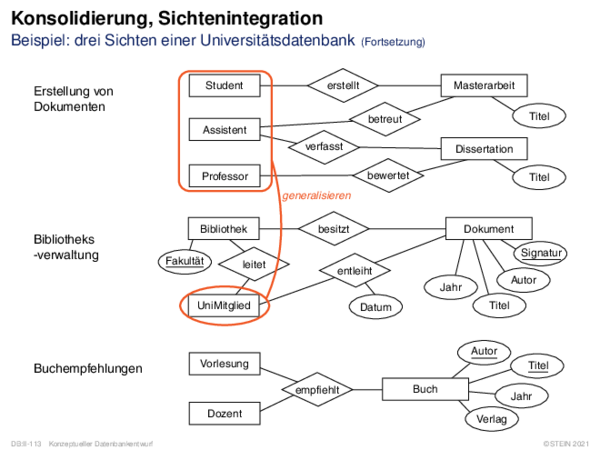 Konsolidierung, Sichtenintegration
Beispiel: drei Sichten einer Universitätsdatenbank (Fortsetzung)
Erstellung von
Dokumenten
Student
erstellt
Masterarbeit
Titel
Assistent
betreut
verfasst
Dissertation
Titel
Professor
bewertet
generalisieren
Bibliotheks
-verwaltung
Bibliothek
besitzt
Dokument
Signatur
Fakultät
leitet
entleiht
Autor
Jahr
Titel
UniMitglied
Datum
Buchempfehlungen
Vorlesung
Autor
Titel
empfiehlt
Buch
Jahr
Dozent
Verlag
DB:II-113 Konzeptueller Datenbankentwurf
©STEIN 2021